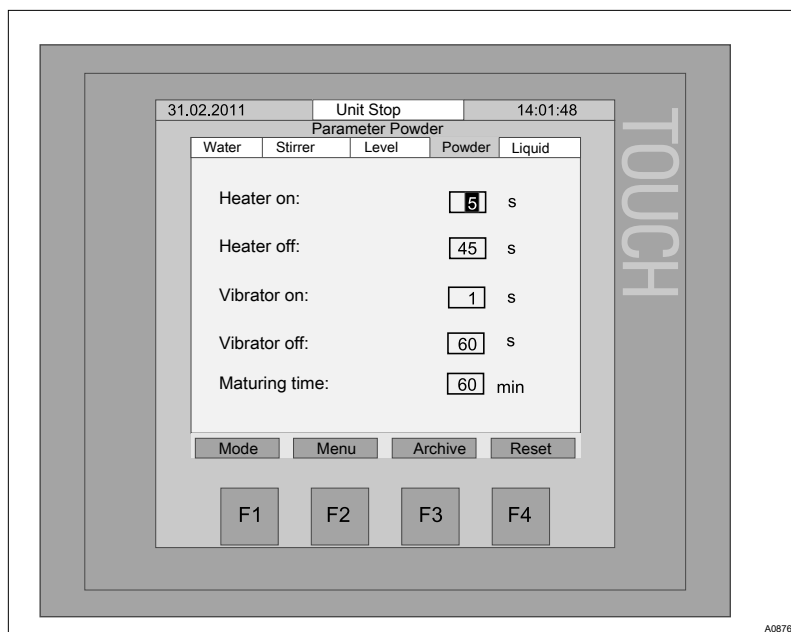 31.02.2011 Unit Stop 14:01:48
Parameter Powder
Water Stirrer Level Powder Liquid
Heater on: 5 s
Heater off: 45 s
Vibrator on: 1 s
Vibrator off: 60 s
Maturing time: 60 min
Mode Menu Archive Reset
F1 F2 F3 F4
TOUCH
A0876